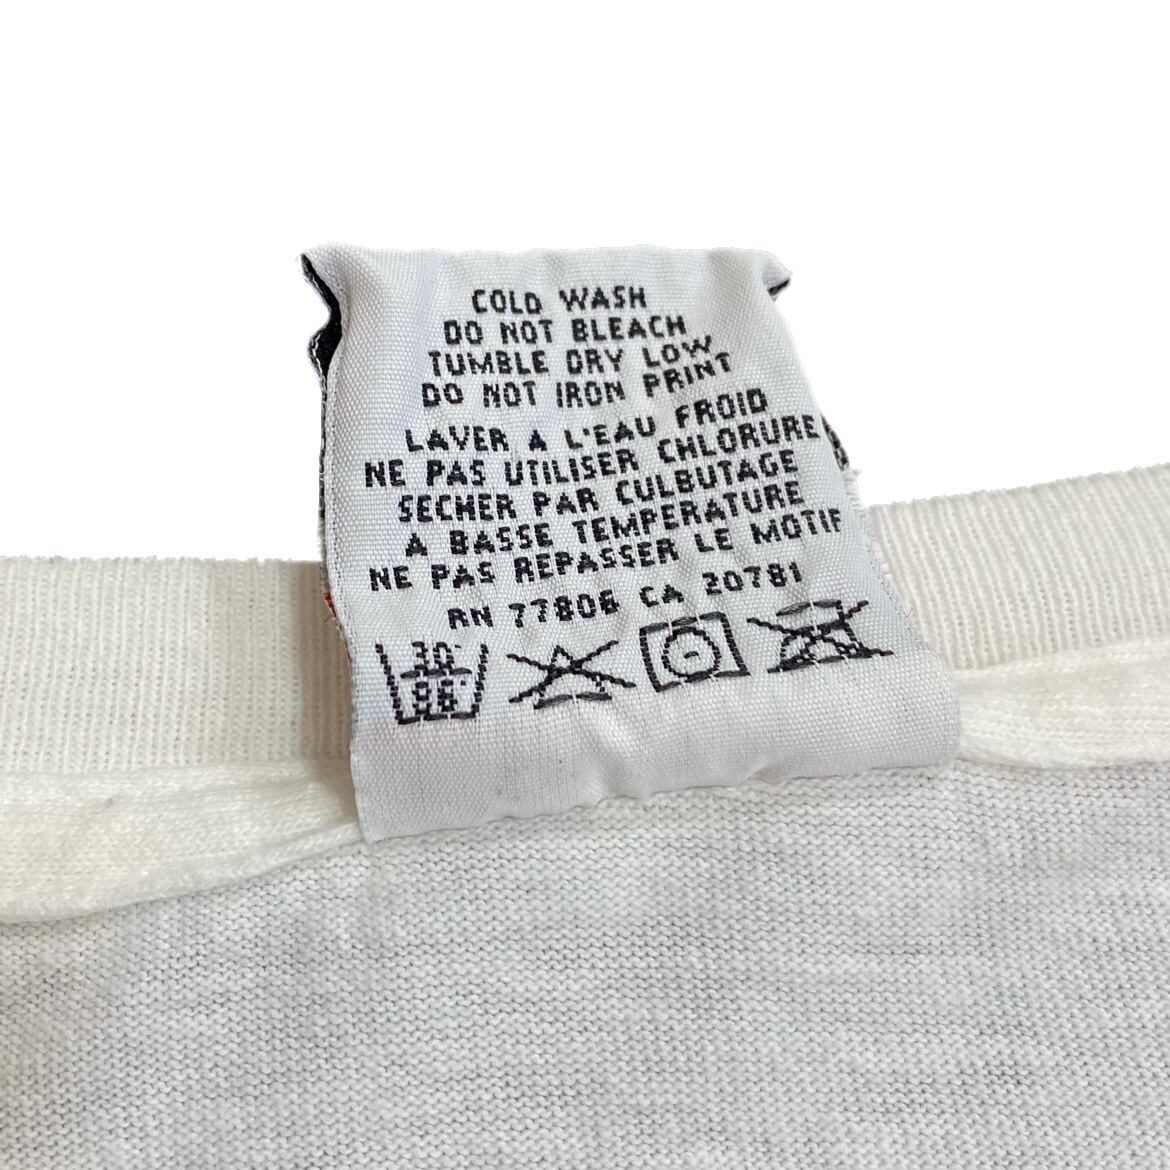 COLD WASH
DO NOT BLEACH
TUMBLE DRY LOW
DO NOT IRON PRINT
LAVER A L'EAU FROID
NE PAS UTILISER CHLORURE
SECHER PAR CULBUTAGE
A BASSE TEMPERATURE
NE PAS REPASSER LE MOTIF
RN 77806 CA 20781
30°
86°